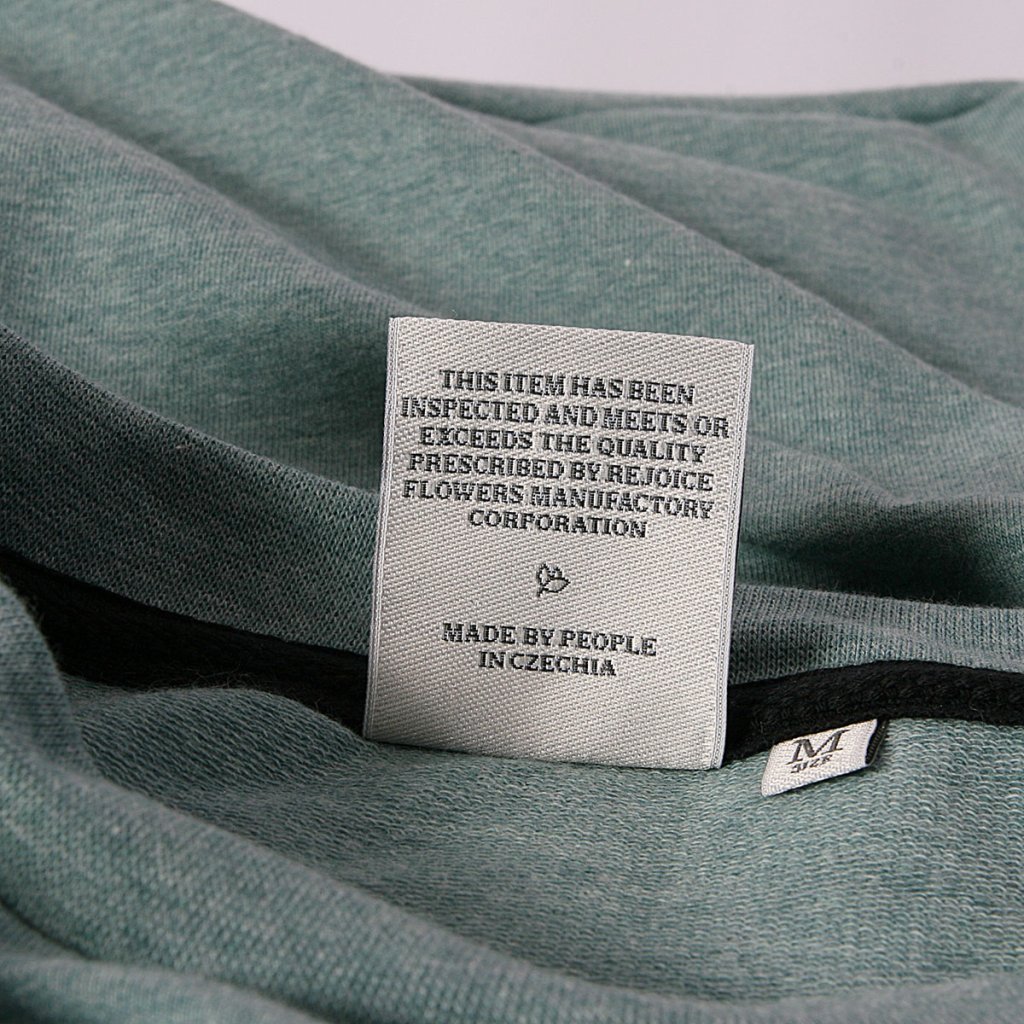 THIS ITEM HAS BEEN
INSPECTED AND MEETS OR
EXCEEDS THE QUALITY
PRESCRIBED BY REJOICE
FLOWERS MANUFACTORY
CORPORATION
MADE BY PEOPLE
IN CZECHIA
M
SIZE